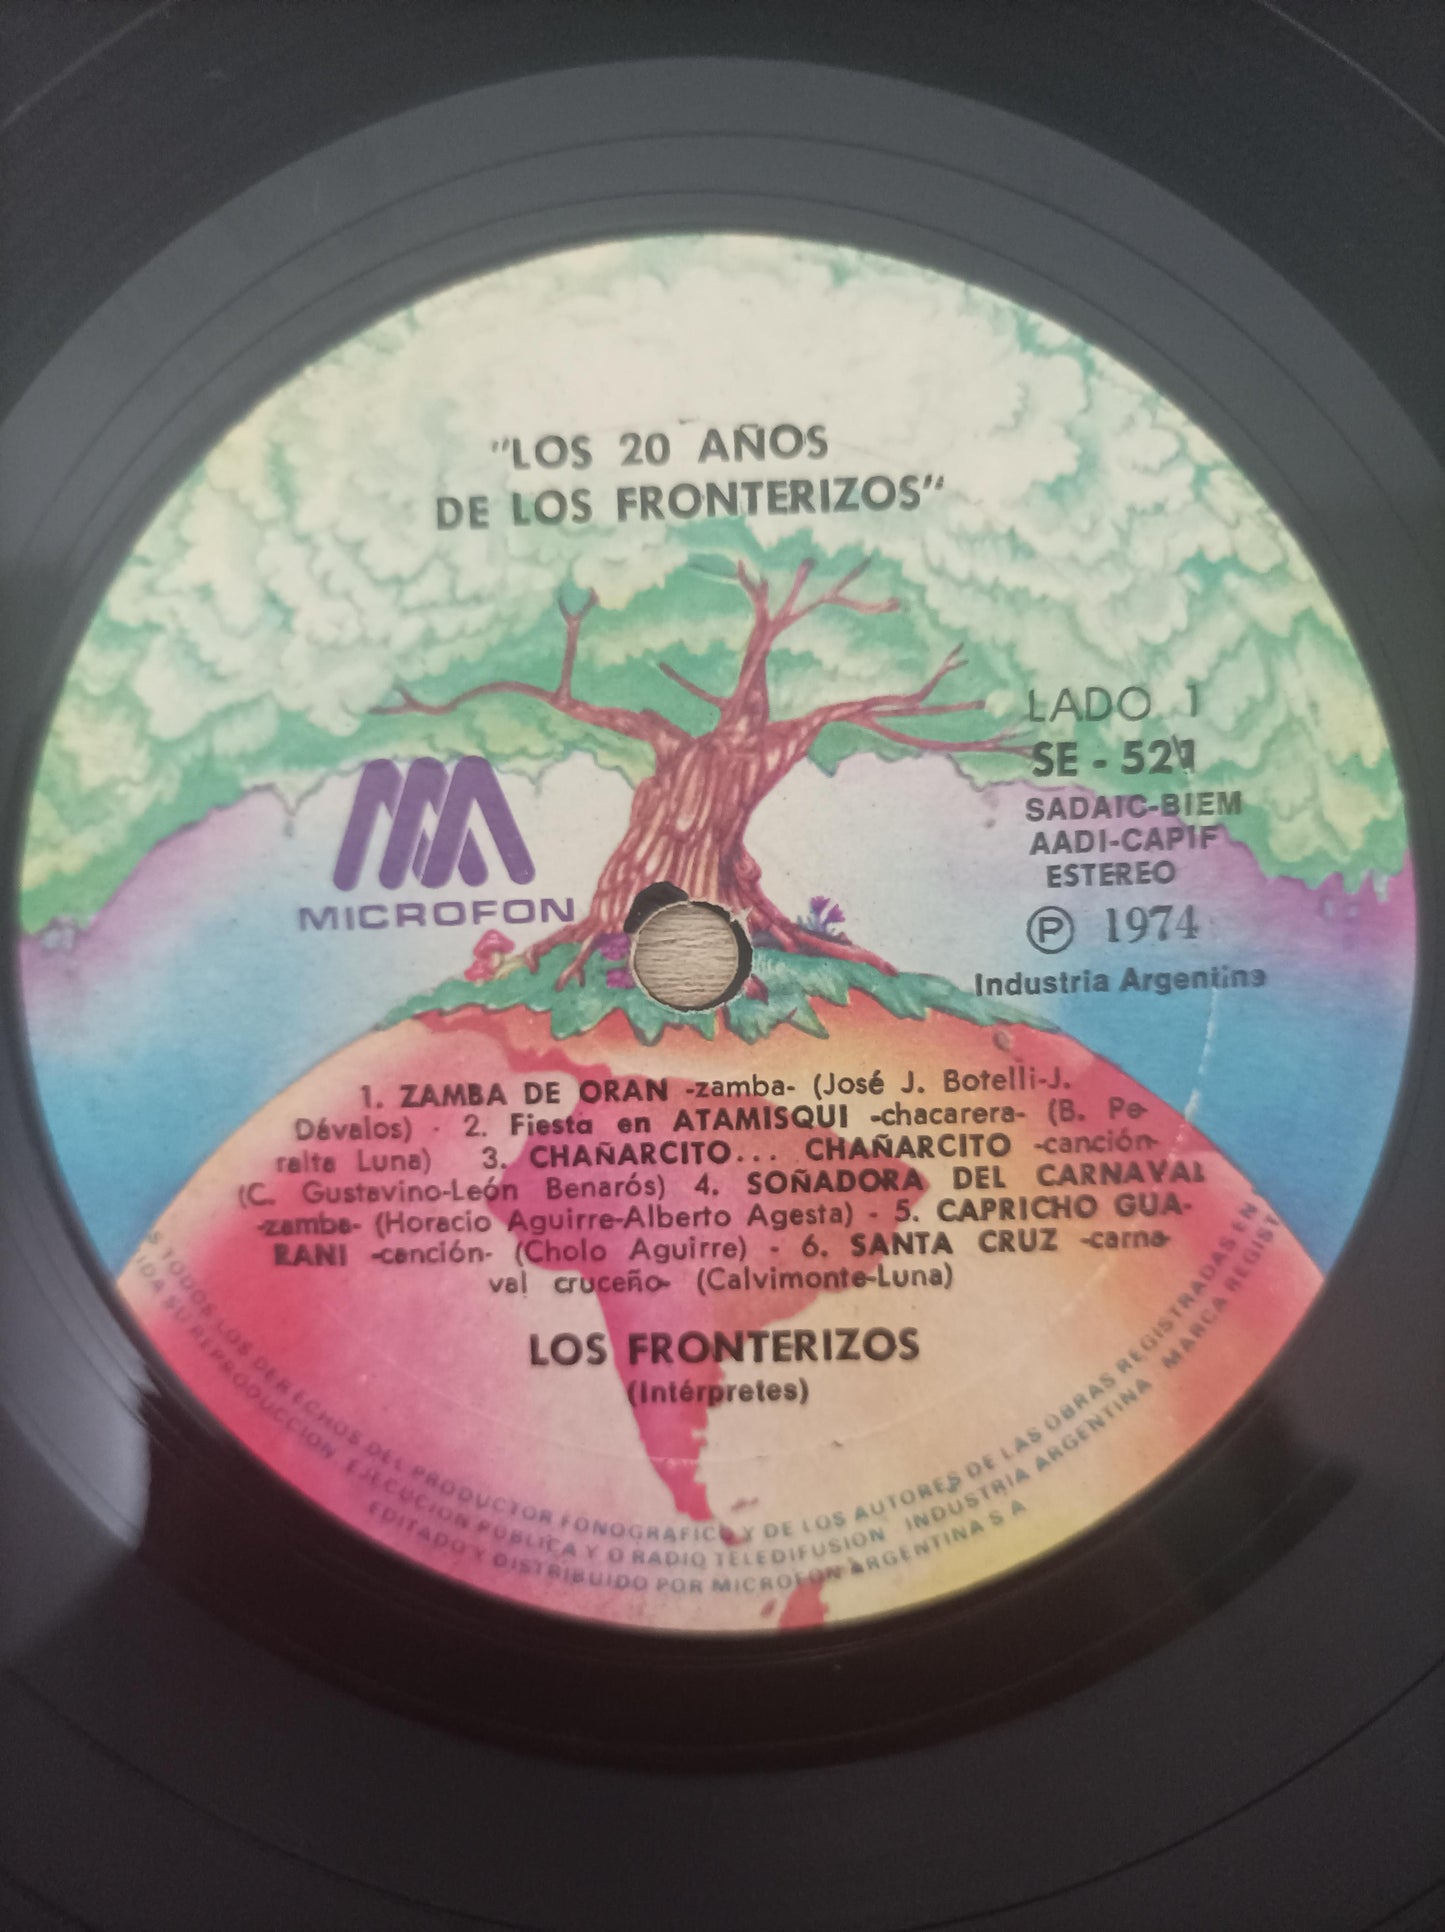 "LOS 20 AÑOS
DE LOS FRONTERIZOS"
MICROFON
LADO 1
SE - 521
SADAIC-BIEM
AADI-CAPIF
ESTEREO
Ⓟ 1974
Industria Argentina
1. ZAMBA DE ORAN -zamba- (José J. Botelli-J.
Dávalos) - 2. Fiesta en ATAMISQUI -chacarera- (B. Pe-
ralta Luna) 3. CHAÑARCITO... CHAÑARCITO -canción-
(C. Gustavino-León Benarós) 4. SOÑADORA DEL CARNAVAL
-zamba- (Horacio Aguirre-Alberto Agesta) - 5. CAPRICHO GUA-
RANI -canción- (Cholo Aguirre) - 6. SANTA CRUZ -carna-
val cruceño- (Calvimonte-Luna)
LOS FRONTERIZOS
(Intérpretes)
TODOS LOS DERECHOS DEL PRODUCTOR FONOGRAFICO Y DE LOS AUTORES DE LAS OBRAS REGISTRADAS EN
SU REPRODUCCION EJECUCION PUBLICA Y O RADIO TELEDIFUSION INDUSTRIA ARGENTINA MARCA
EDITADO Y DISTRIBUIDO POR MICROFON ARGENTINA S A